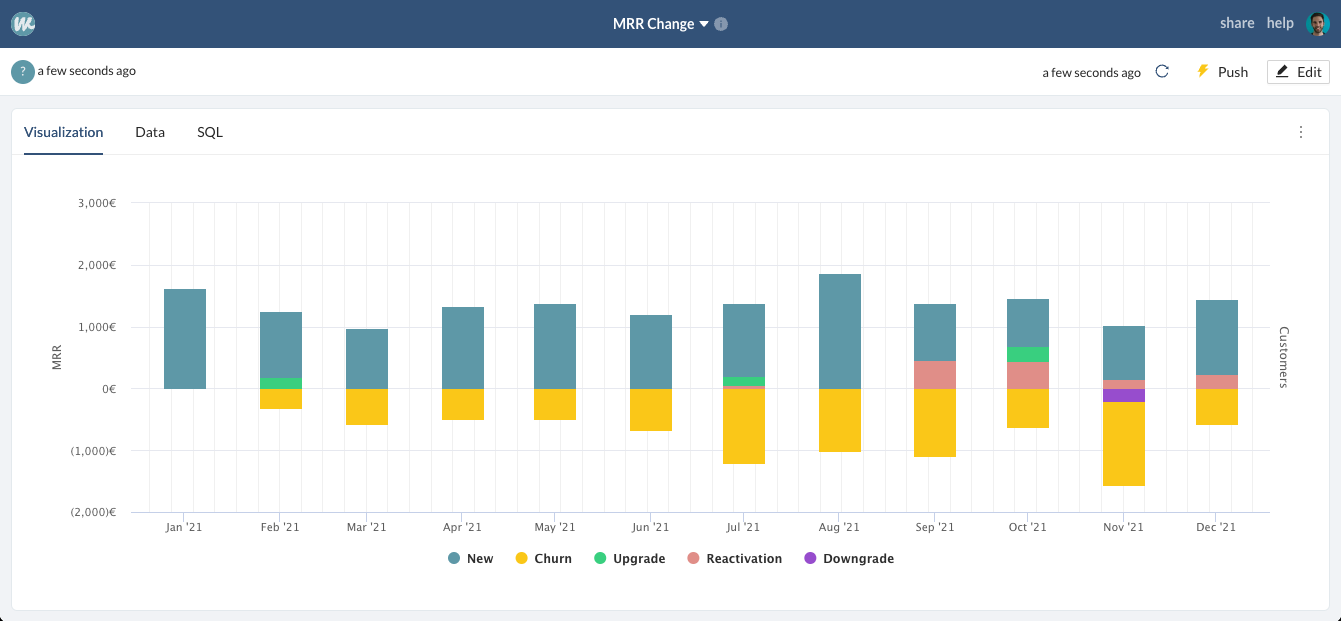 MRR Change
share help
? a few seconds ago
a few seconds ago Push Edit
Visualization Data SQL
3,000€
2,000€
1,000€
0€
(1,000)€
(2,000)€
MRR
Customers
Jan '21 Feb '21 Mar '21 Apr '21 May '21 Jun '21 Jul '21 Aug '21 Sep '21 Oct '21 Nov '21 Dec '21
New Churn Upgrade Reactivation Downgrade